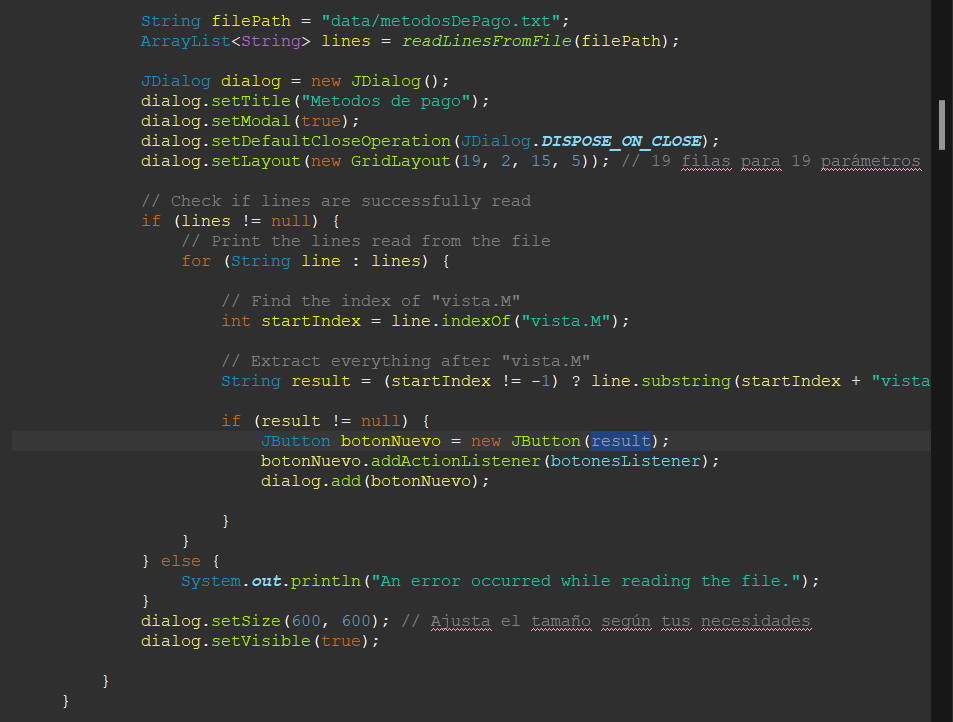 String filePath = "data/metodosDePago.txt";
ArrayList<String> lines = readLinesFromFile(filePath);
JDialog dialog = new JDialog();
dialog.setTitle("Metodos de pago");
dialog.setModal(true);
dialog.setDefaultCloseOperation(JDialog.DISPOSE_ON_CLOSE);
dialog.setLayout(new GridLayout(19, 2, 15, 5)); // 19 filas para 19 parámetros
// Check if lines are successfully read
if (lines != null) {
// Print the lines read from the file
for (String line : lines) {
// Find the index of "vista.M"
int startIndex = line.indexOf("vista.M");
// Extract everything after "vista.M"
String result = (startIndex != -1) ? line.substring(startIndex + "vista
if (result != null) {
JButton botonNuevo = new JButton(result);
botonNuevo.addActionListener(botonesListener);
dialog.add(botonNuevo);
}
}
} else {
System.out.println("An error occurred while reading the file.");
}
dialog.setSize(600, 600); // Ajusta el tamaño según tus necesidades
dialog.setVisible(true);
}
}